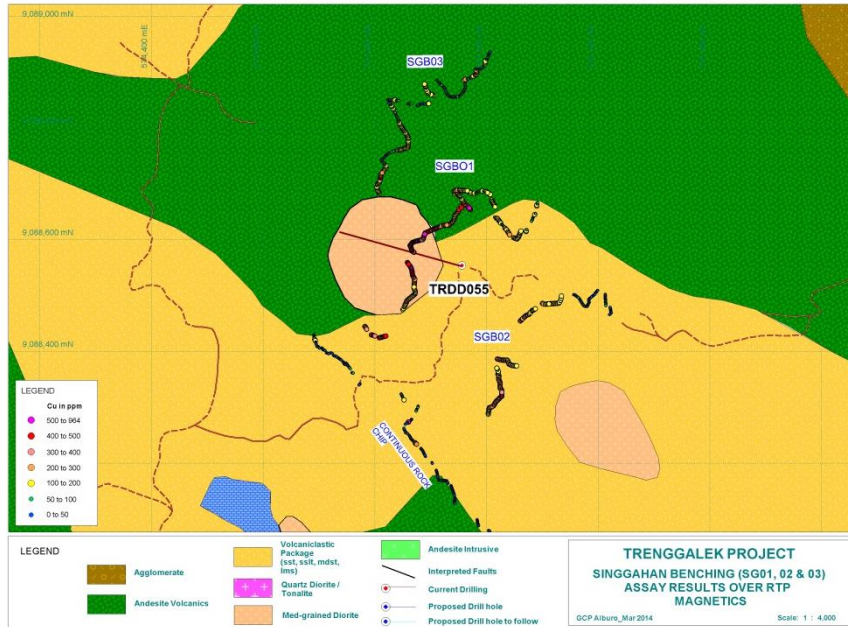 9,089,000 mN
SGB03
SGBO1
9,088,600 mN
TRDD055
9,088,400 mN
SGB02
CONTINUOUS ROCK
CHIP
LEGEND
Cu in ppm
500 to 964
400 to 500
300 to 400
200 to 300
100 to 200
50 to 100
0 to 50
LEGEND
Agglomerate
Andesite Volcanics
Volcaniclastic
Package
(sst, sslt, mdst,
lms)
Quartz Diorite /
Tonalite
Med-grained Diorite
Andesite Intrusive
Interpreted Faults
Current Drilling
Proposed Drill hole
Proposed Drill hole to follow
TRENGGALEK PROJECT
SINGGAHAN BENCHING (SG01, 02 & 03)
ASSAY RESULTS OVER RTP
MAGNETICS
GCP Alburo_Mar 2014
Scale: 1 : 4,000